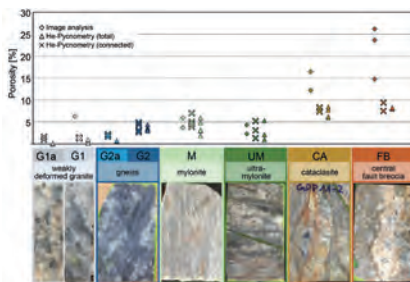 Porosity [%]
30
25
20
15
10
5
Image analysis
He-Pycnometry (total)
He-Pycnometry (connected)
G1a G1 G2a G2 M UM CA FB
weakly deformed granite
gneiss
mylonite
ultra-mylonite
cataclasite
central fault breccia